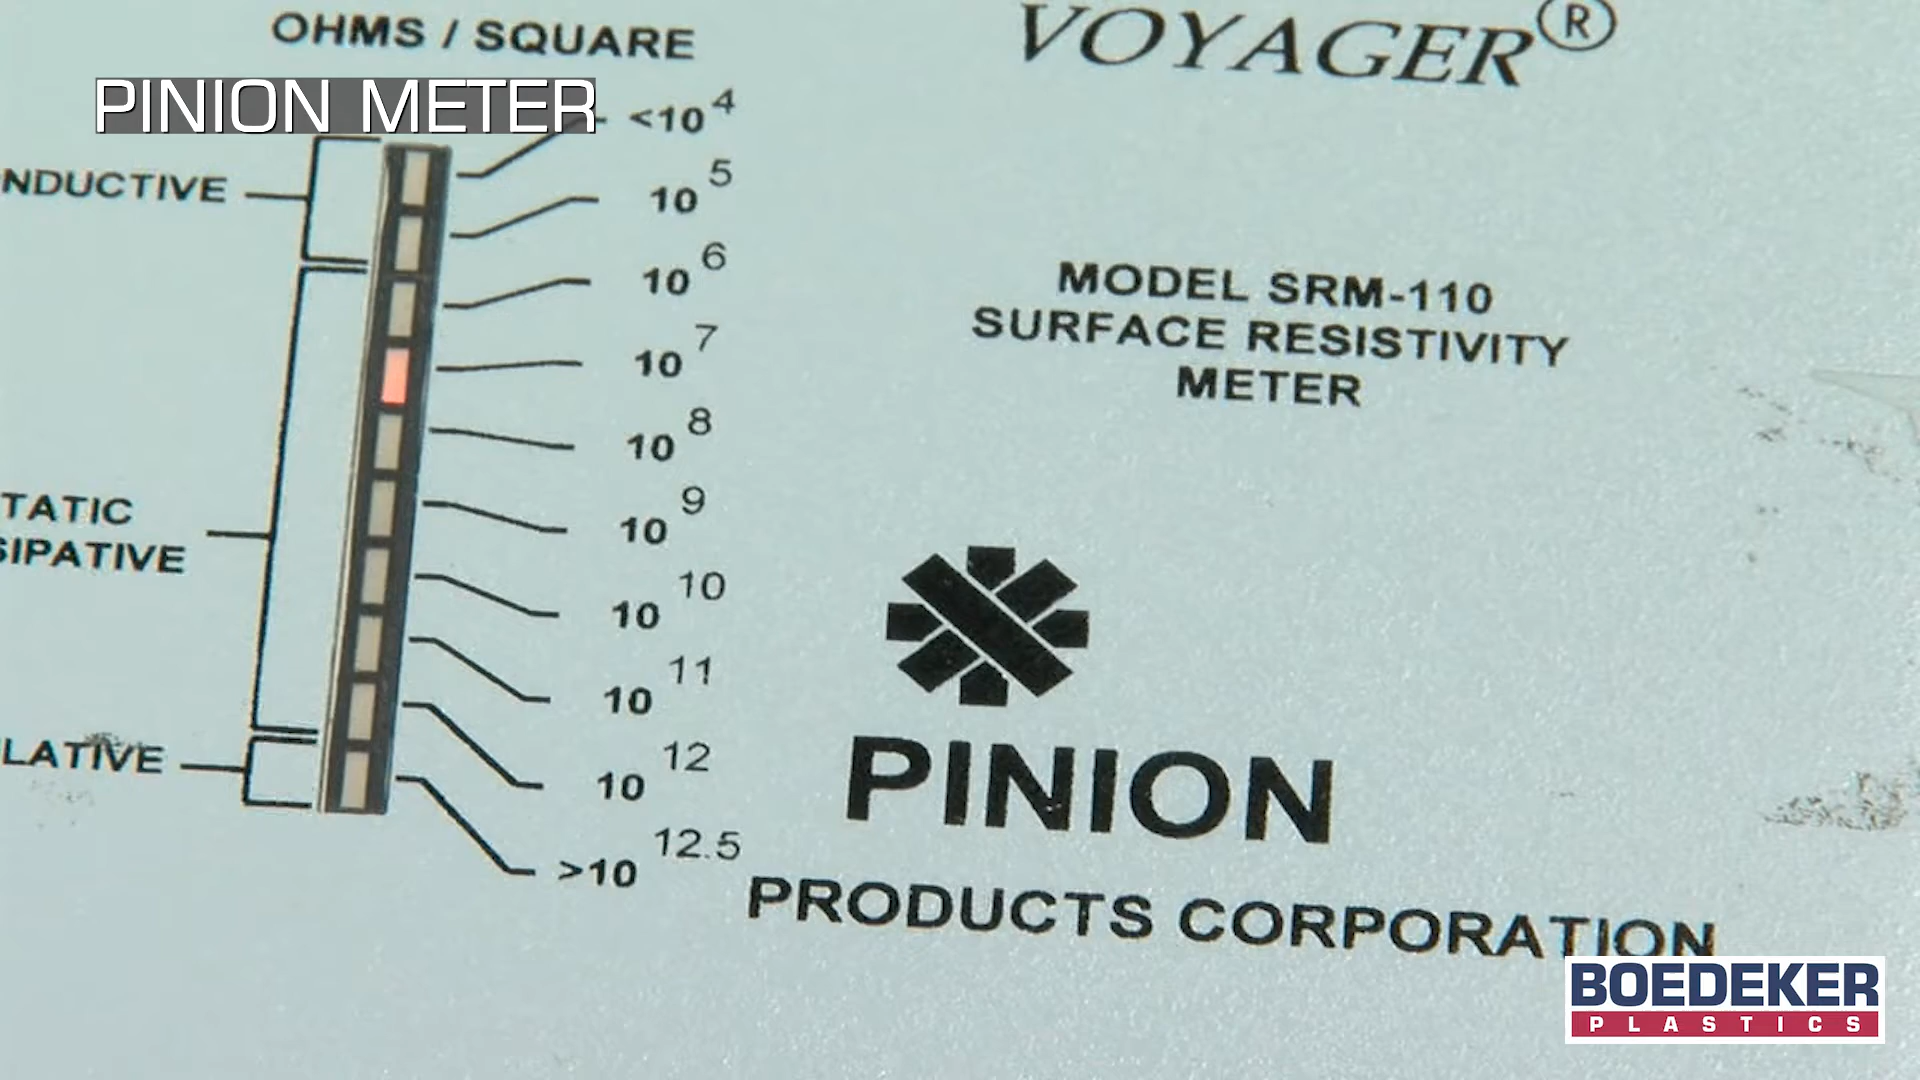 OHMS / SQUARE
VOYAGER®
PINION METER
<10⁴
NDUCTIVE
10⁵
10⁶
MODEL SRM-110
SURFACE RESISTIVITY
METER
10⁷
10⁸
10⁹
TATIC
SIPATIVE
10¹⁰
10¹¹
LATIVE
10¹²
PINION
>10¹²·⁵
PRODUCTS CORPORATION
BOEDEKER
PLASTICS